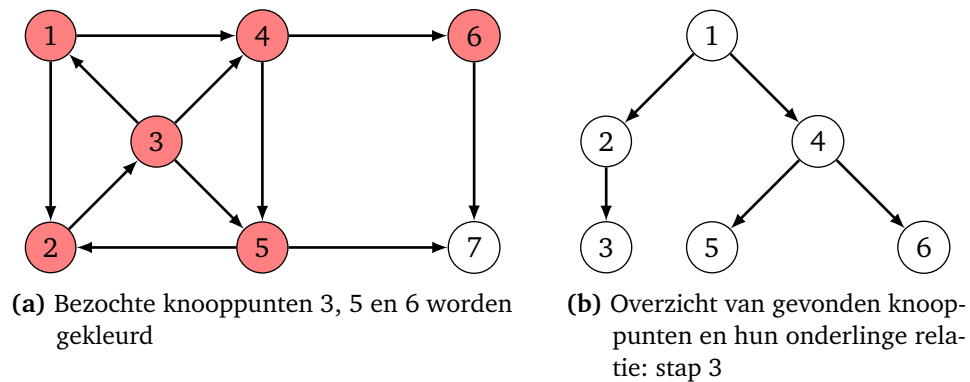 1
4
6
3
2
5
7
(a) Bezochte knooppunten 3, 5 en 6 worden
gekleurd
1
2
4
3
5
6
(b) Overzicht van gevonden knoop-
punten en hun onderlinge rela-
tie: stap 3